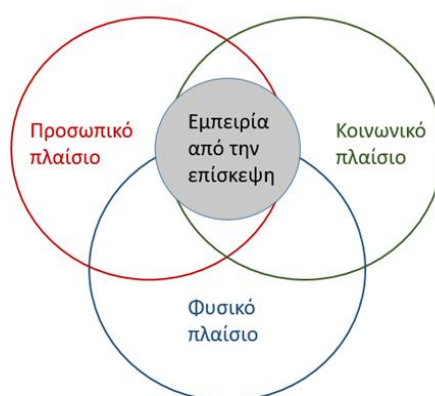 Προσωπικό
πλαίσιο
Εμπειρία
από την
επίσκεψη
Κοινωνικό
πλαίσιο
Φυσικό
πλαίσιο